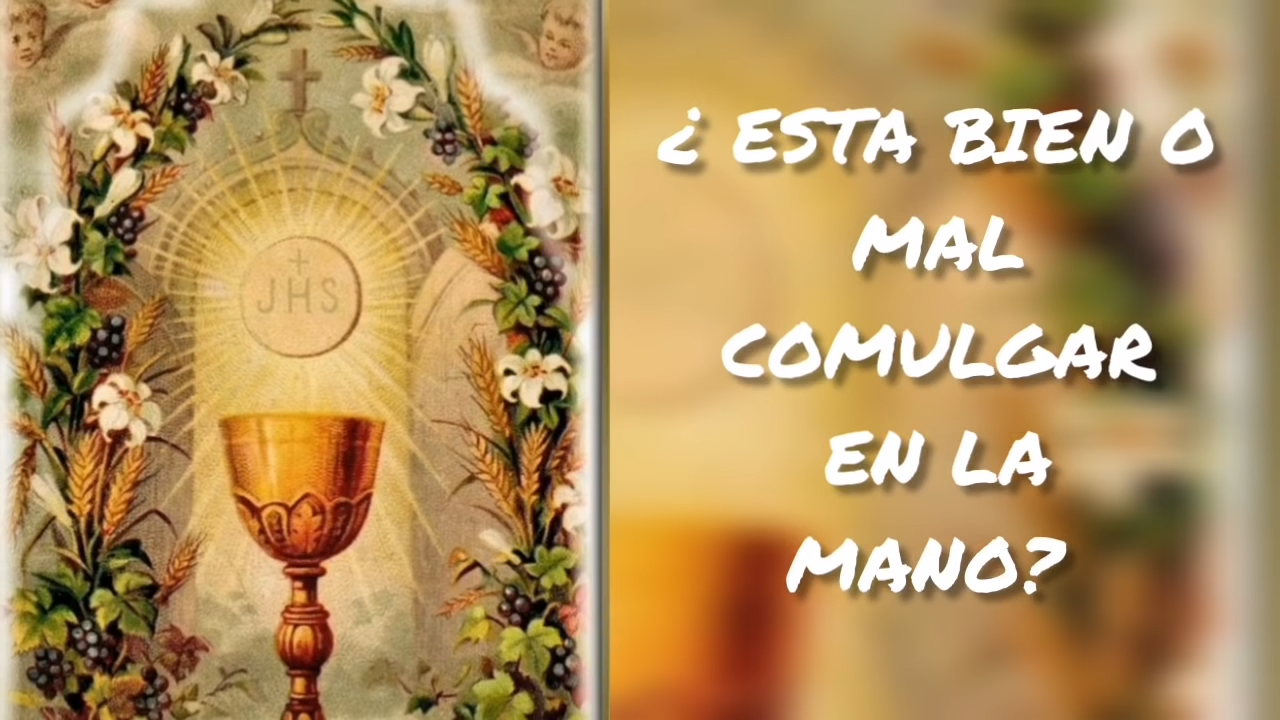 JHS
¿ ESTA BIEN O
MAL
COMULGAR
EN LA
MANO?